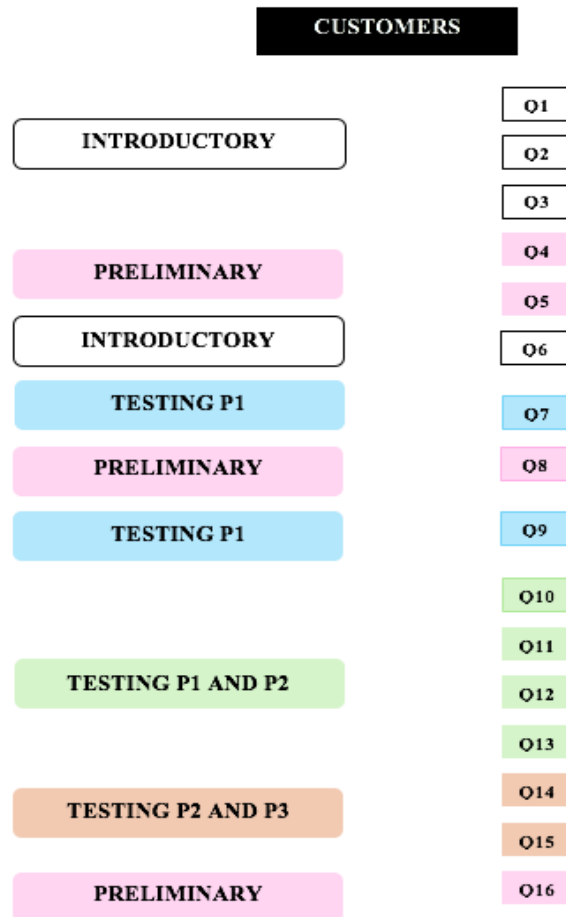 CUSTOMERS
Q1
INTRODUCTORY
Q2
Q3
PRELIMINARY
Q4
Q5
INTRODUCTORY
Q6
TESTING P1
Q7
PRELIMINARY
Q8
TESTING P1
Q9
Q10
Q11
TESTING P1 AND P2
Q12
Q13
TESTING P2 AND P3
Q14
Q15
PRELIMINARY
Q16